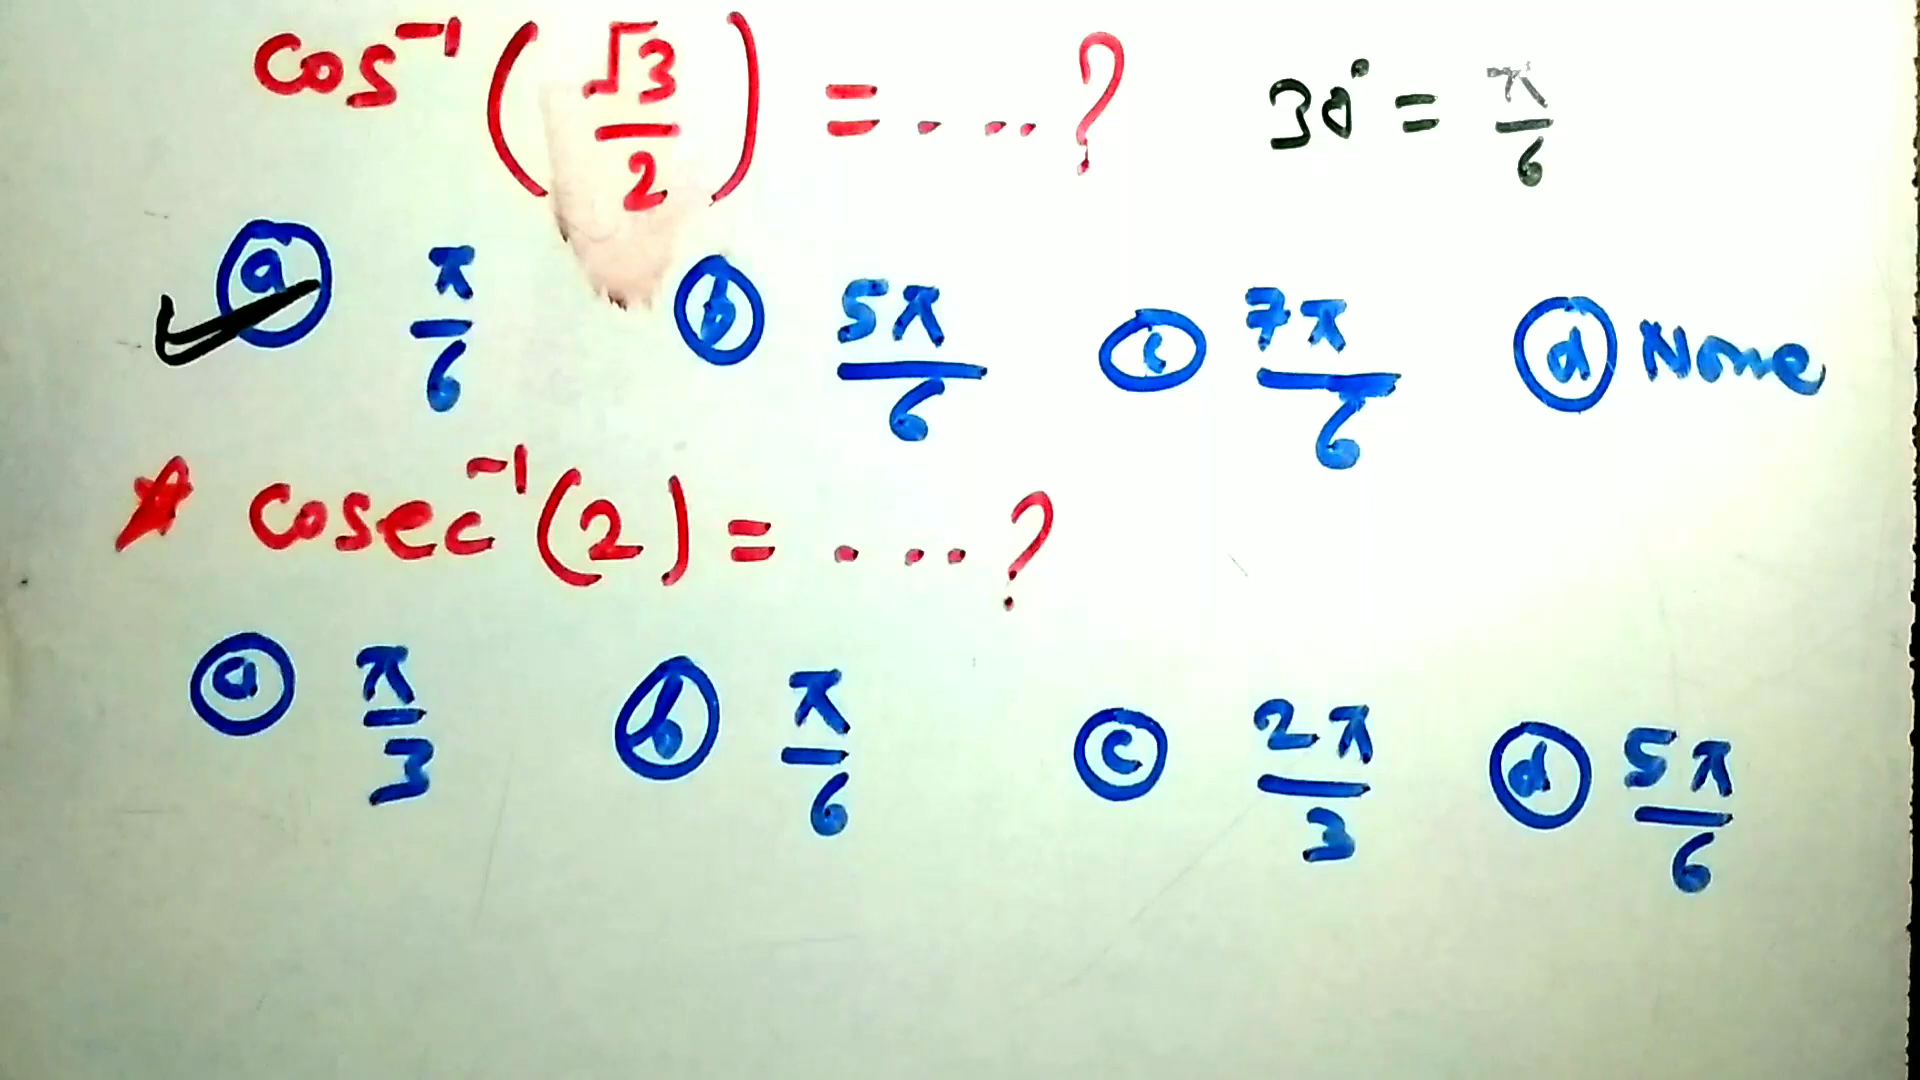 cos⁻¹(√3/2) = ...? 30° = π/6
ⓐ π/6 ⓑ 5π/6 ⓒ 7π/6 ⓓ None
★ cosec⁻¹(2) = ...?
ⓐ π/3 ⓑ π/6 ⓒ 2π/3 ⓓ 5π/6